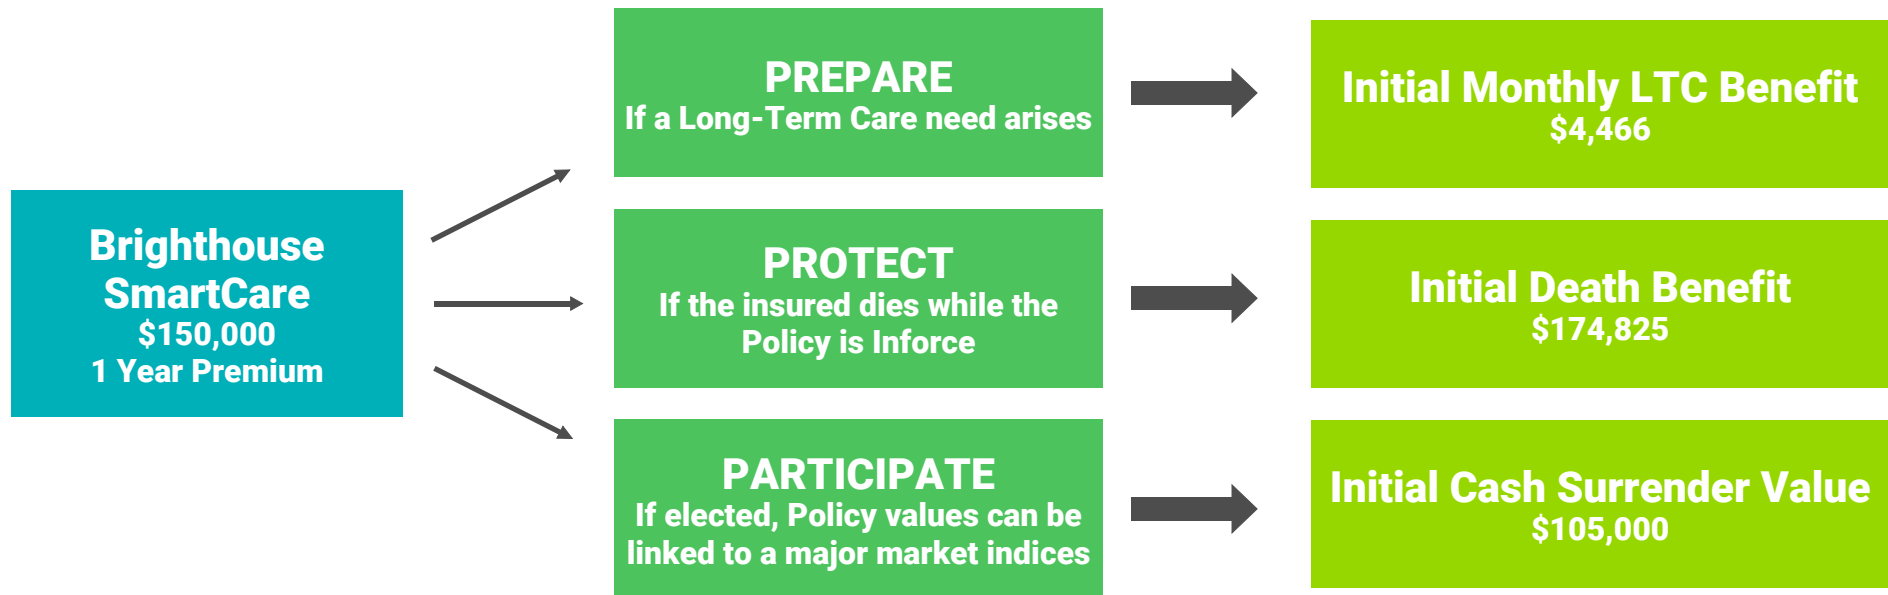 Brighthouse
SmartCare
$150,000
1 Year Premium
PREPARE
If a Long-Term Care need arises
Initial Monthly LTC Benefit
$4,466
PROTECT
If the insured dies while the
Policy is Inforce
Initial Death Benefit
$174,825
PARTICIPATE
If elected, Policy values can be
linked to a major market indices
Initial Cash Surrender Value
$105,000